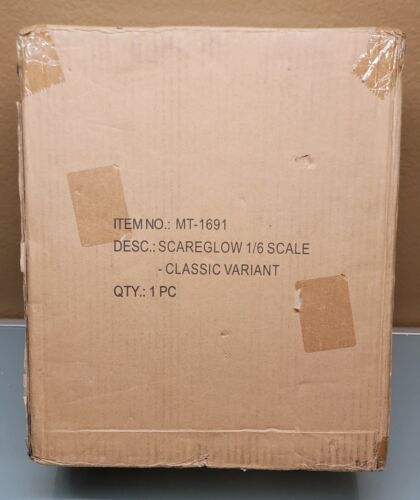 ITEM NO.: MT-1691
DESC.: SCAREGLOW 1/6 SCALE
- CLASSIC VARIANT
QTY.: 1 PC